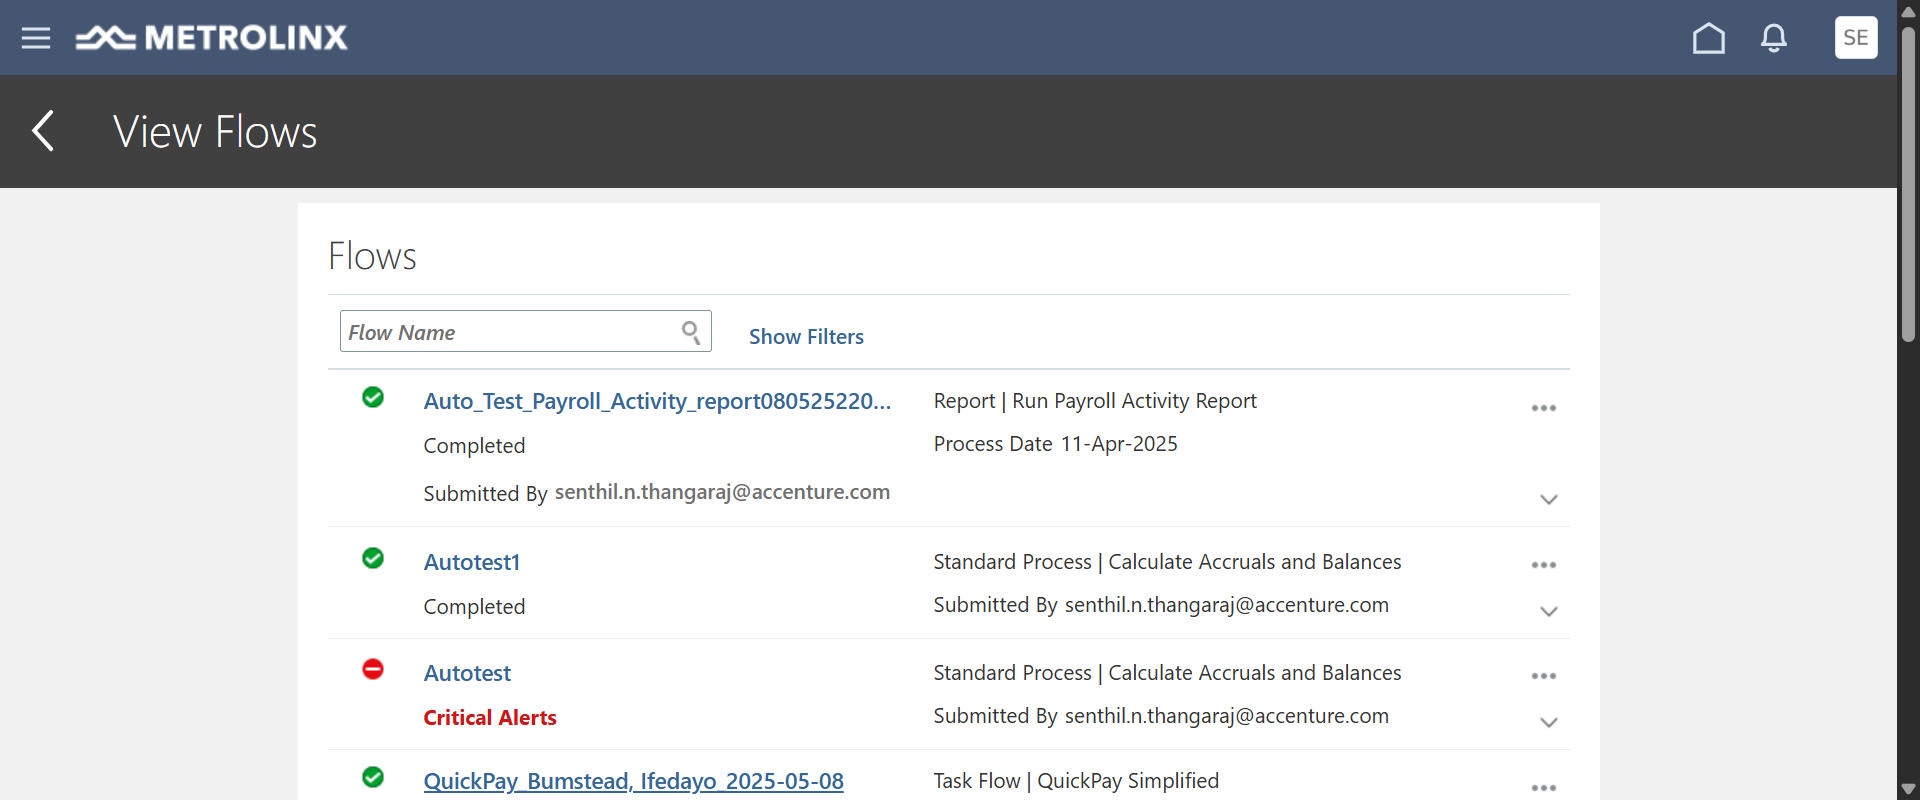 METROLINX
SE
View Flows
Flows
Flow Name
Show Filters
Auto_Test_Payroll_Activity_report080525220...
Report | Run Payroll Activity Report
Completed
Process Date 11-Apr-2025
Submitted By senthil.n.thangaraj@accenture.com
Autotest1
Standard Process | Calculate Accruals and Balances
Completed
Submitted By senthil.n.thangaraj@accenture.com
Autotest
Standard Process | Calculate Accruals and Balances
Critical Alerts
Submitted By senthil.n.thangaraj@accenture.com
QuickPay_Bumstead, Ifedayo_2025-05-08
Task Flow | QuickPay Simplified